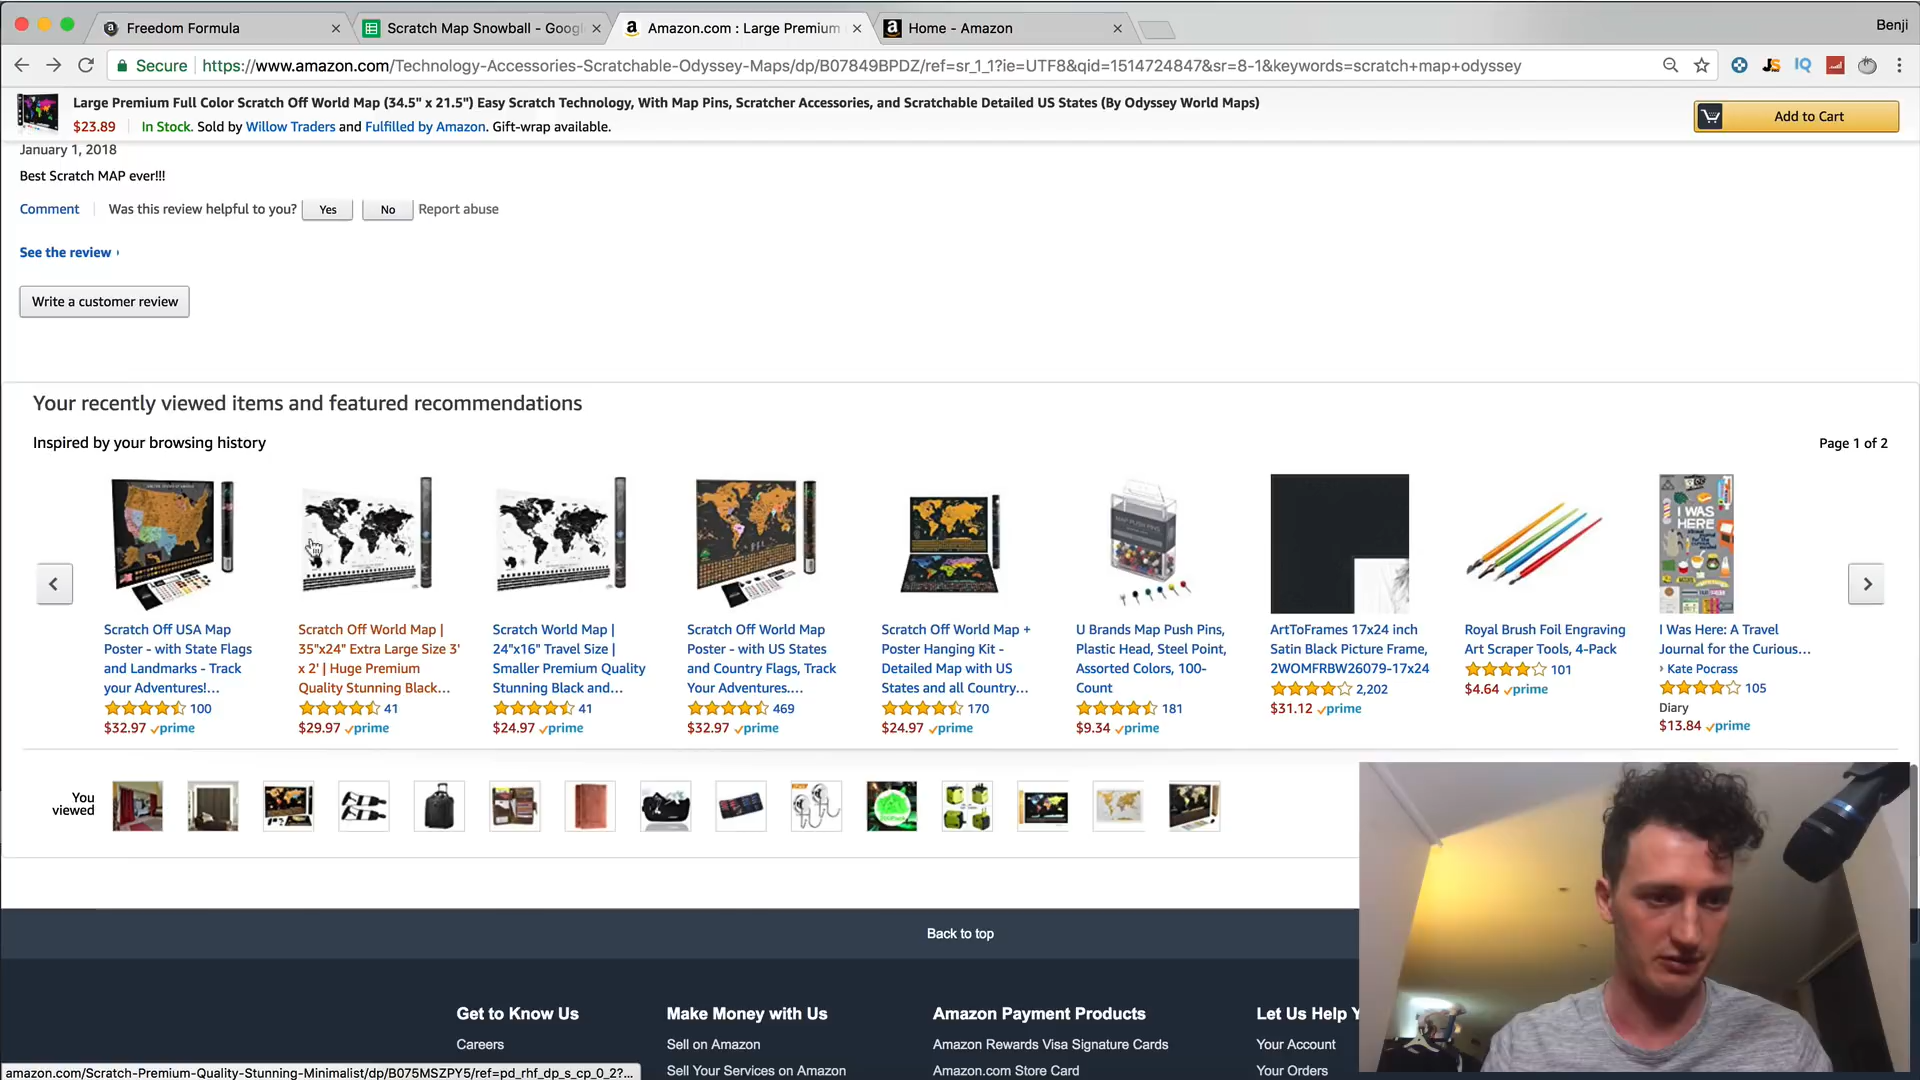 Freedom Formula
Scratch Map Snowball - Googl
Amazon.com : Large Premium
Home - Amazon
Benji
Secure
https://www.amazon.com/Technology-Accessories-Scratchable-Odyssey-Maps/dp/B07849BPDZ/ref=sr_1_1?ie=UTF8&qid=1514724847&sr=8-1&keywords=scratch+map+odyssey
Large Premium Full Color Scratch Off World Map (34.5" x 21.5") Easy Scratch Technology, With Map Pins, Scratcher Accessories, and Scratchable Detailed US States (By Odyssey World Maps)
$23.89 In Stock. Sold by Willow Traders and Fulfilled by Amazon. Gift-wrap available.
Add to Cart
January 1, 2018
Best Scratch MAP ever!!!
Comment Was this review helpful to you? Yes No Report abuse
See the review ›
Write a customer review
Your recently viewed items and featured recommendations
Inspired by your browsing history
Page 1 of 2
Scratch Off USA Map
Poster - with State Flags
and Landmarks - Track
your Adventures!...
100
$32.97 prime
Scratch Off World Map |
35"x24" Extra Large Size 3'
x 2' | Huge Premium
Quality Stunning Black...
41
$29.97 prime
Scratch World Map |
24"x16" Travel Size |
Smaller Premium Quality
Stunning Black and...
41
$24.97 prime
Scratch Off World Map
Poster - with US States
and Country Flags, Track
Your Adventures....
469
$32.97 prime
Scratch Off World Map +
Poster Hanging Kit -
Detailed Map with US
States and all Country...
170
$24.97 prime
U Brands Map Push Pins,
Plastic Head, Steel Point,
Assorted Colors, 100-
Count
181
$9.34 prime
ArtToFrames 17x24 inch
Satin Black Picture Frame,
2WOMFRBW26079-17x24
2,202
$31.12 prime
Royal Brush Foil Engraving
Art Scraper Tools, 4-Pack
101
$4.64 prime
I WAS
HERE
I Was Here: A Travel
Journal for the Curious...
› Kate Pocrass
105
Diary
$13.84 prime
You
viewed
Back to top
Get to Know Us
Careers
Make Money with Us
Sell on Amazon
Sell Your Services on Amazon
Amazon Payment Products
Amazon Rewards Visa Signature Cards
Amazon.com Store Card
Let Us Help Y
Your Account
Your Orders
amazon.com/Scratch-Premium-Quality-Stunning-Minimalist/dp/B075MSZPY5/ref=pd_rhf_dp_s_cp_0_2?...